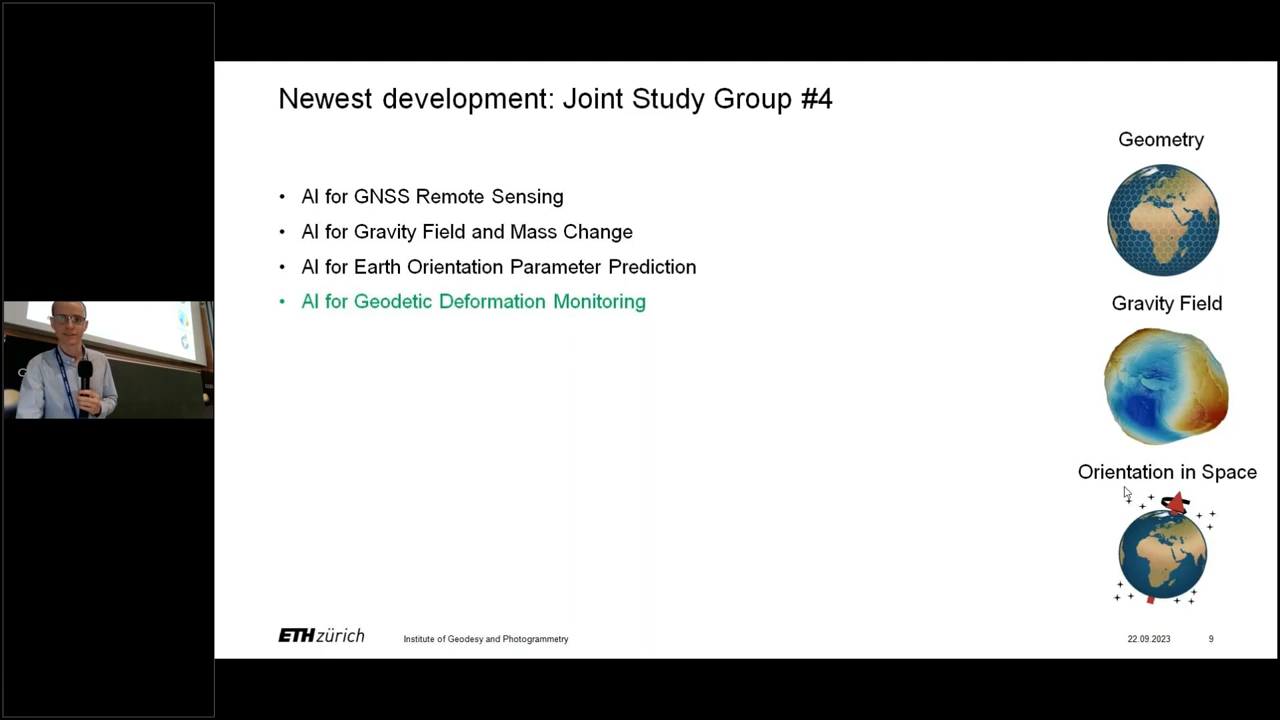 Newest development: Joint Study Group #4
• AI for GNSS Remote Sensing
• AI for Gravity Field and Mass Change
• AI for Earth Orientation Parameter Prediction
• AI for Geodetic Deformation Monitoring
Geometry
Gravity Field
Orientation in Space
ETH zürich
Institute of Geodesy and Photogrammetry
22.09.2023
9